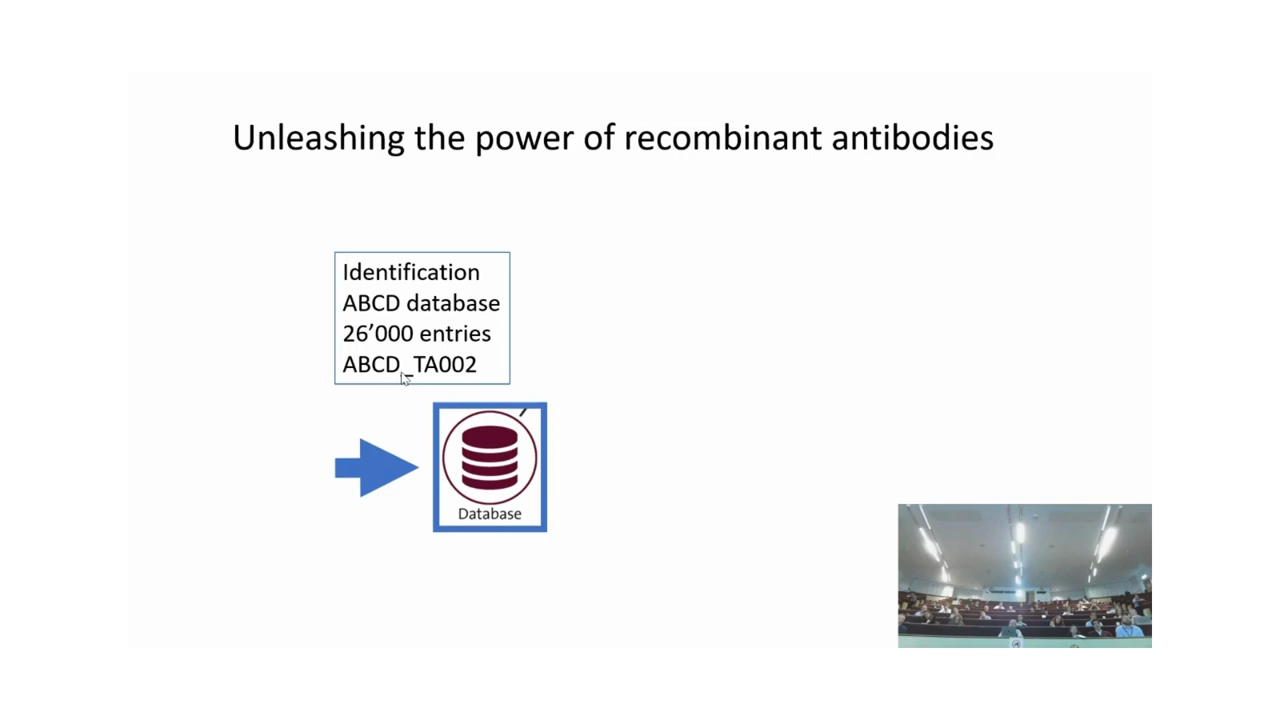 Unleashing the power of recombinant antibodies
Identification
ABCD database
26’000 entries
ABCD_TA002
Database